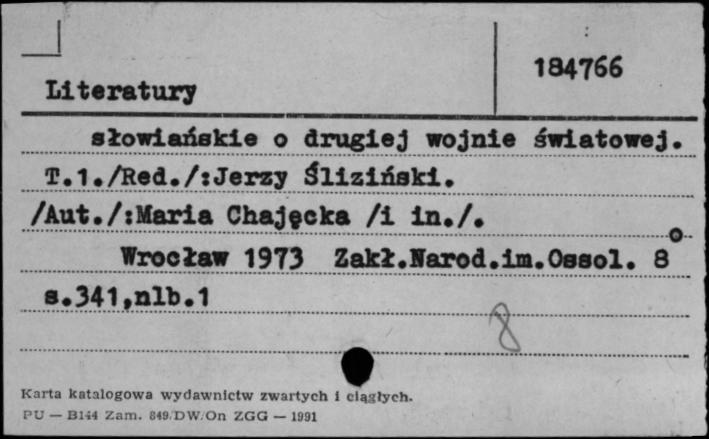 184766
Literatury
słowiańskie o drugiej wojnie światowej.
T.1./Red./:Jerzy Śliziński.
/Aut./:Maria Chajęcka /i in./.
Wrocław 1973 Zakł.Narod.im.Ossol. 8°
s.341,nlb.1
8
Karta katalogowa wydawnictw zwartych i ciągłych.
PU — B144 Zam. 849/DW/On ZGG — 1991